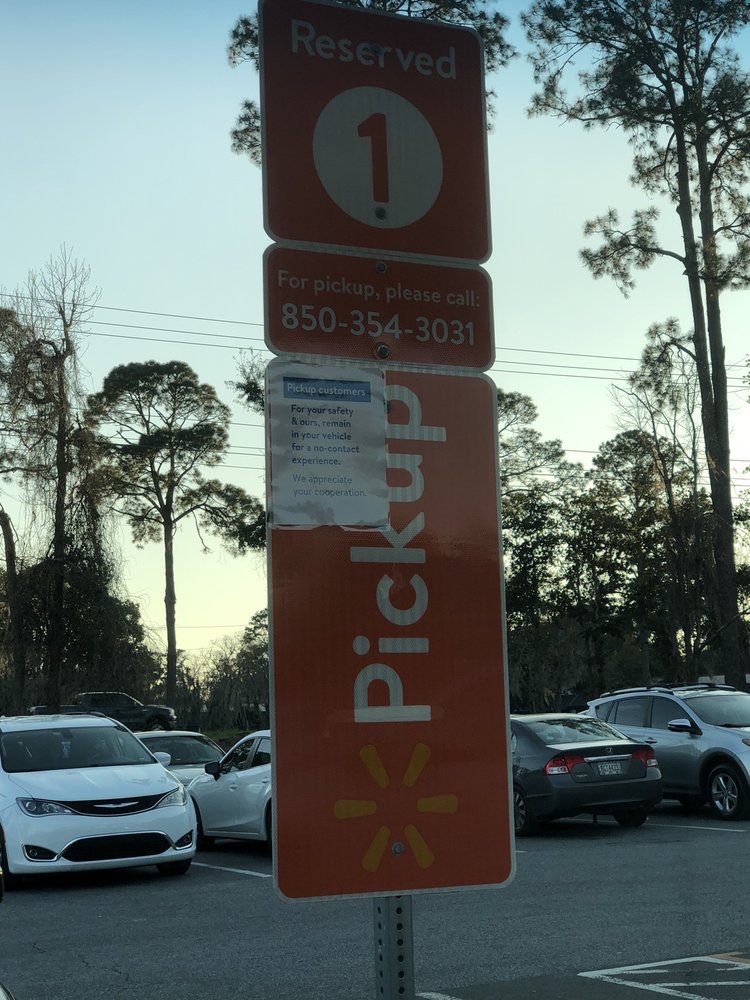 Reserved
1
For pickup, please call:
850-354-3031
Pickup customers
For your safety
& ours, remain
in your vehicle
for a no-contact
experience.
We appreciate
your cooperation.
Pickup